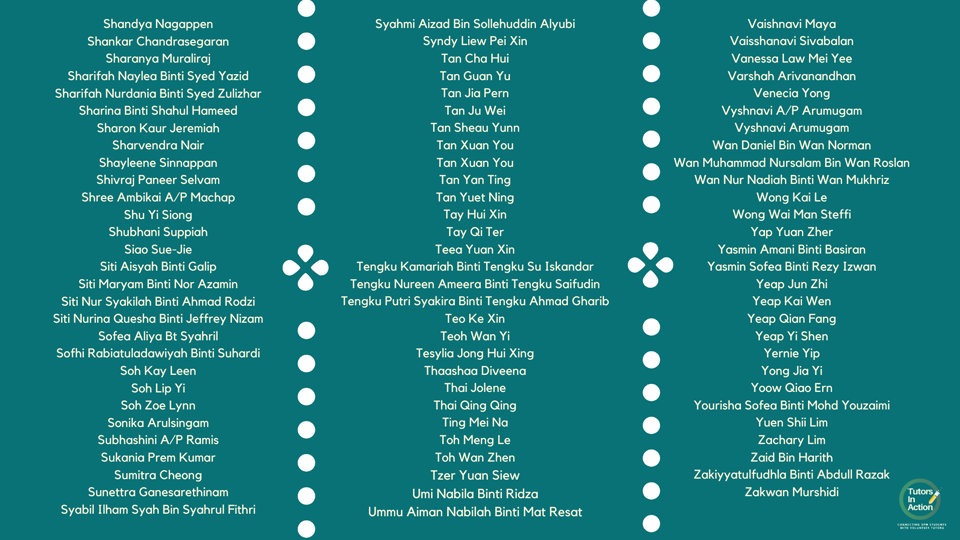 Shandya Nagappen
Shankar Chandrasegaran
Sharanya Muraliraj
Sharifah Naylea Binti Syed Yazid
Sharifah Nurdania Binti Syed Zulizhar
Sharina Binti Shahul Hameed
Sharon Kaur Jeremiah
Sharvendra Nair
Shayleene Sinnappan
Shivraj Paneer Selvam
Shree Ambikai A/P Machap
Shu Yi Siong
Shubhani Suppiah
Siao Sue-Jie
Siti Aisyah Binti Galip
Siti Maryam Binti Nor Azamin
Siti Nur Syakilah Binti Ahmad Rodzi
Siti Nurina Quesha Binti Jeffrey Nizam
Sofea Aliya Bt Syahril
Sofhi Rabiatuladawiyah Binti Suhardi
Soh Kay Leen
Soh Lip Yi
Soh Zoe Lynn
Sonika Arulsingam
Subhashini A/P Ramis
Sukania Prem Kumar
Sumitra Cheong
Sunettra Ganesarethinam
Syabil Ilham Syah Bin Syahrul Fithri
Syahmi Aizad Bin Sollehuddin Alyubi
Syndy Liew Pei Xin
Tan Cha Hui
Tan Guan Yu
Tan Jia Pern
Tan Ju Wei
Tan Sheau Yunn
Tan Xuan You
Tan Xuan You
Tan Yan Ting
Tan Yuet Ning
Tay Hui Xin
Tay Qi Ter
Teea Yuan Xin
Tengku Kamariah Binti Tengku Su Iskandar
Tengku Nureen Ameera Binti Tengku Saifudin
Tengku Putri Syakira Binti Tengku Ahmad Gharib
Teo Ke Xin
Teoh Wan Yi
Tesylia Jong Hui Xing
Thaashaa Diveena
Thai Jolene
Thai Qing Qing
Ting Mei Na
Toh Meng Le
Toh Wan Zhen
Tzer Yuan Siew
Umi Nabila Binti Ridza
Ummu Aiman Nabilah Binti Mat Resat
Vaishnavi Maya
Vaisshanavi Sivabalan
Vanessa Law Mei Yee
Varshah Arivanandhan
Venecia Yong
Vyshnavi A/P Arumugam
Vyshnavi Arumugam
Wan Daniel Bin Wan Norman
Wan Muhammad Nursalam Bin Wan Roslan
Wan Nur Nadiah Binti Wan Mukhriz
Wong Kai Le
Wong Wai Man Steffi
Yap Yuan Zher
Yasmin Amani Binti Basiran
Yasmin Sofea Binti Rezy Izwan
Yeap Jun Zhi
Yeap Kai Wen
Yeap Qian Fang
Yeap Yi Shen
Yernie Yip
Yong Jia Yi
Yoow Qiao Ern
Yourisha Sofea Binti Mohd Youzaimi
Yuen Shii Lim
Zachary Lim
Zaid Bin Harith
Zakiyyatulfudhla Binti Abdull Razak
Zakwan Murshidi
Tutors
In
Action
CONNECTING SPM STUDENTS
WITH VOLUNTEER TUTORS